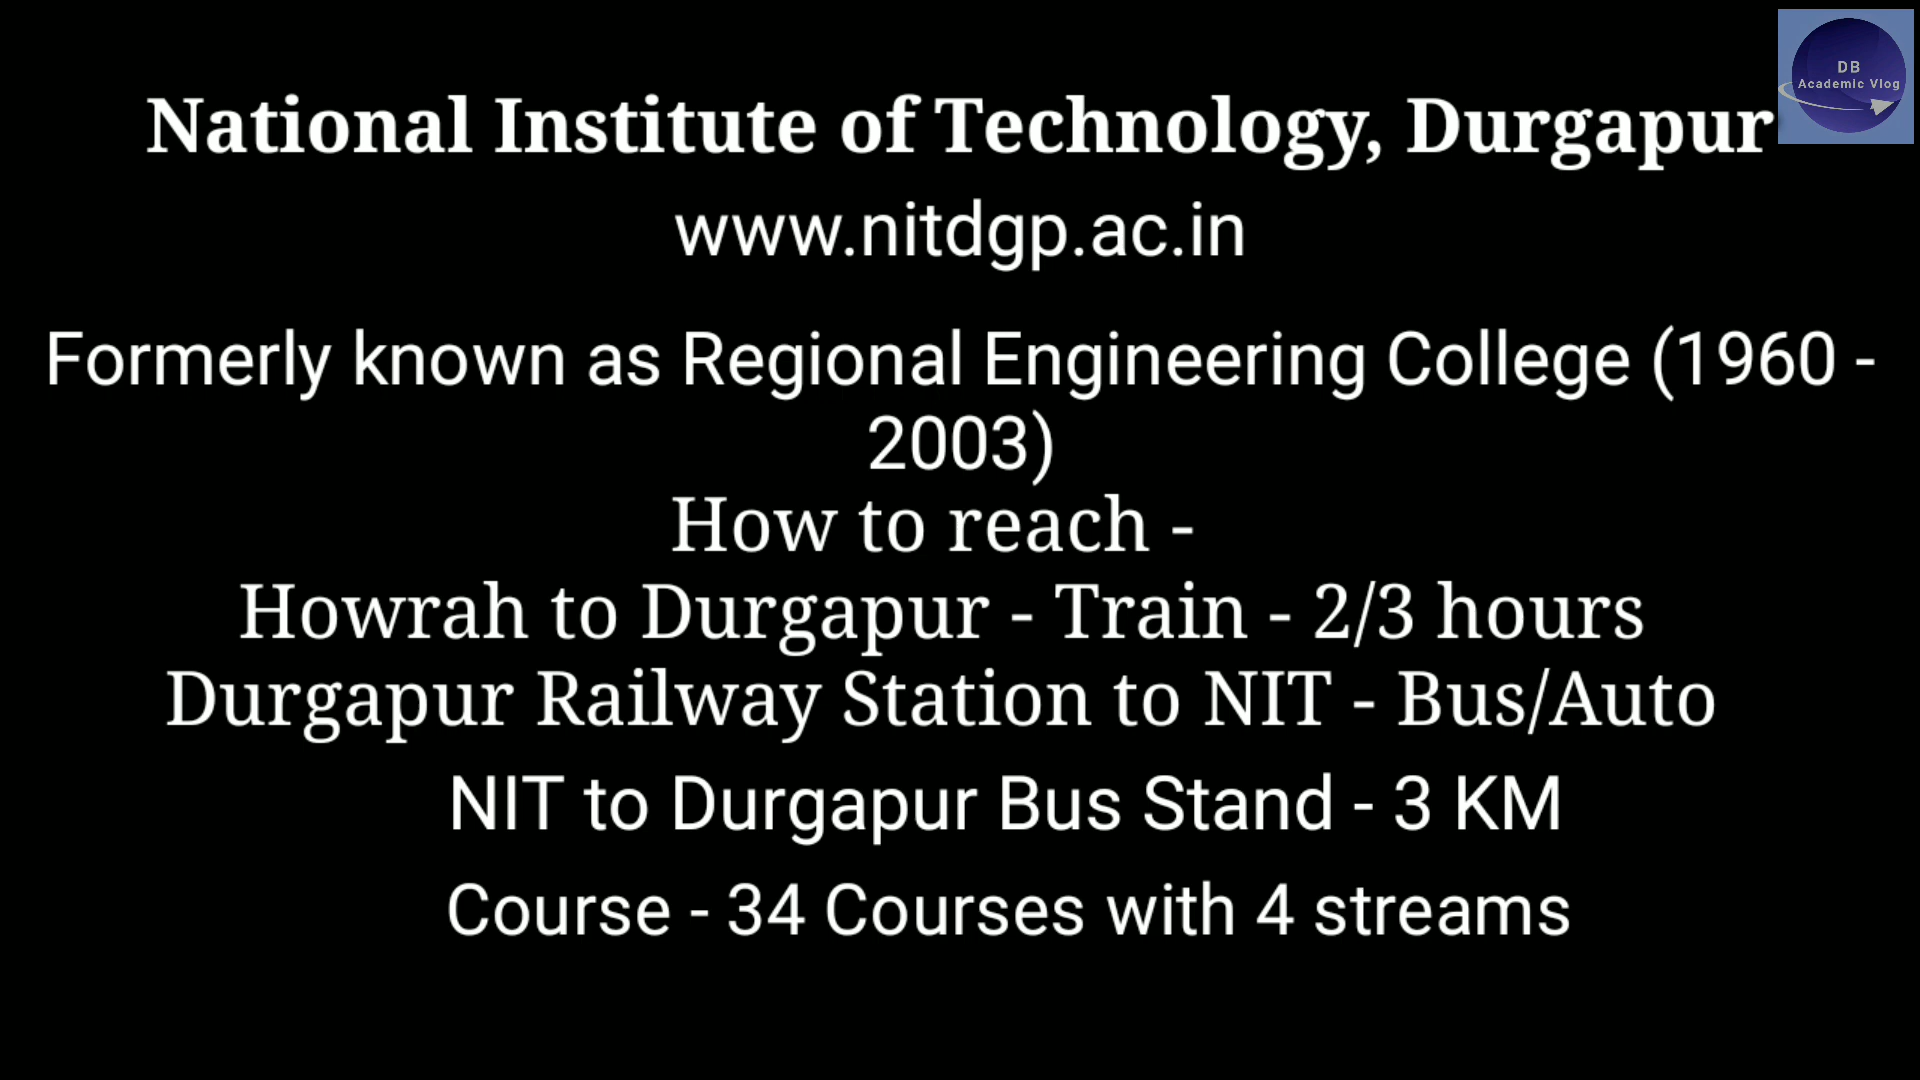 DB
Academic Vlog
National Institute of Technology, Durgapur
www.nitdgp.ac.in
Formerly known as Regional Engineering College (1960 -
2003)
How to reach -
Howrah to Durgapur - Train - 2/3 hours
Durgapur Railway Station to NIT - Bus/Auto
NIT to Durgapur Bus Stand - 3 KM
Course - 34 Courses with 4 streams